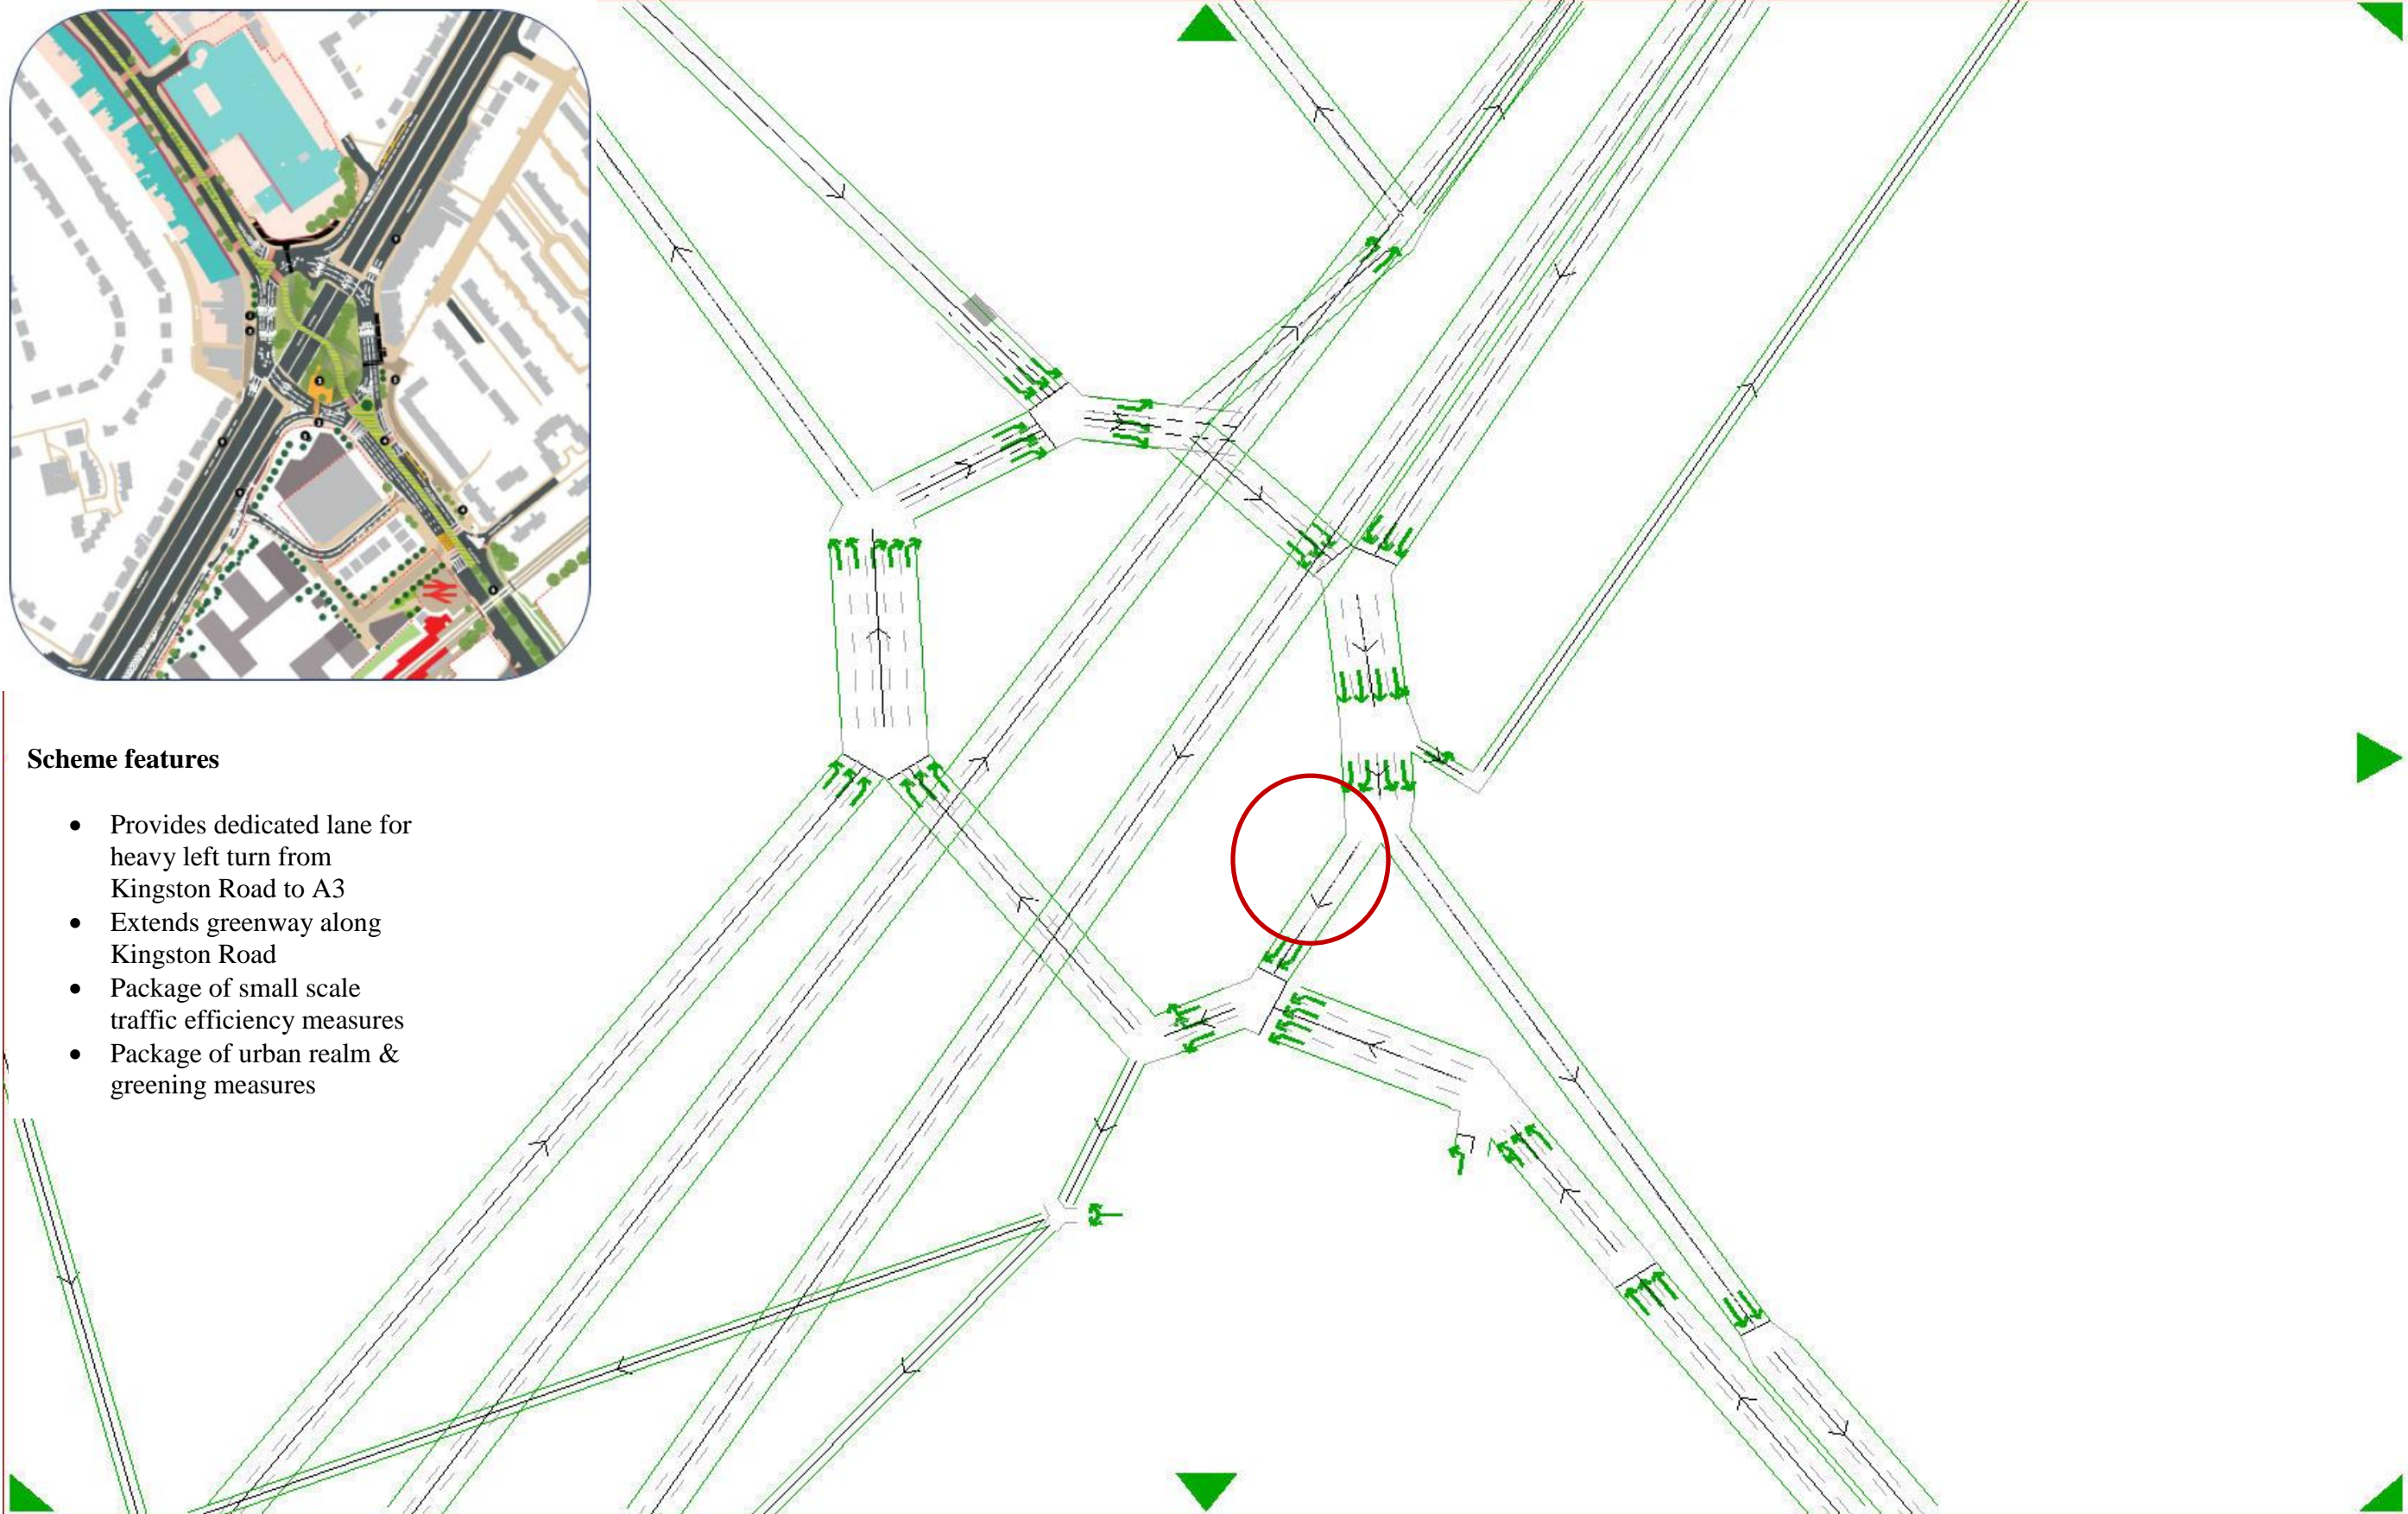 Scheme features
• Provides dedicated lane for
heavy left turn from
Kingston Road to A3
• Extends greenway along
Kingston Road
• Package of small scale
traffic efficiency measures
• Package of urban realm &
greening measures